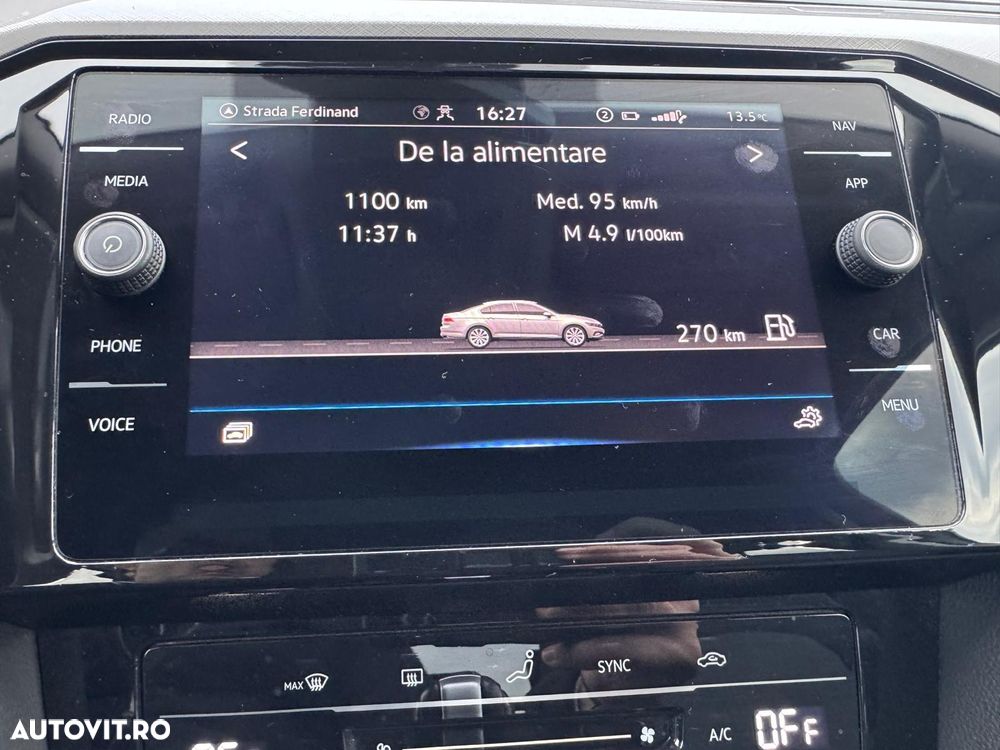 RADIO
MEDIA
PHONE
VOICE
Strada Ferdinand 16:27 2 13.5°C
< De la alimentare >
1100 km Med. 95 km/h
11:37 h M 4.9 l/100km
270 km
NAV
APP
CAR
MENU
MAX SYNC
A/C OFF
AUTOVIT.RO